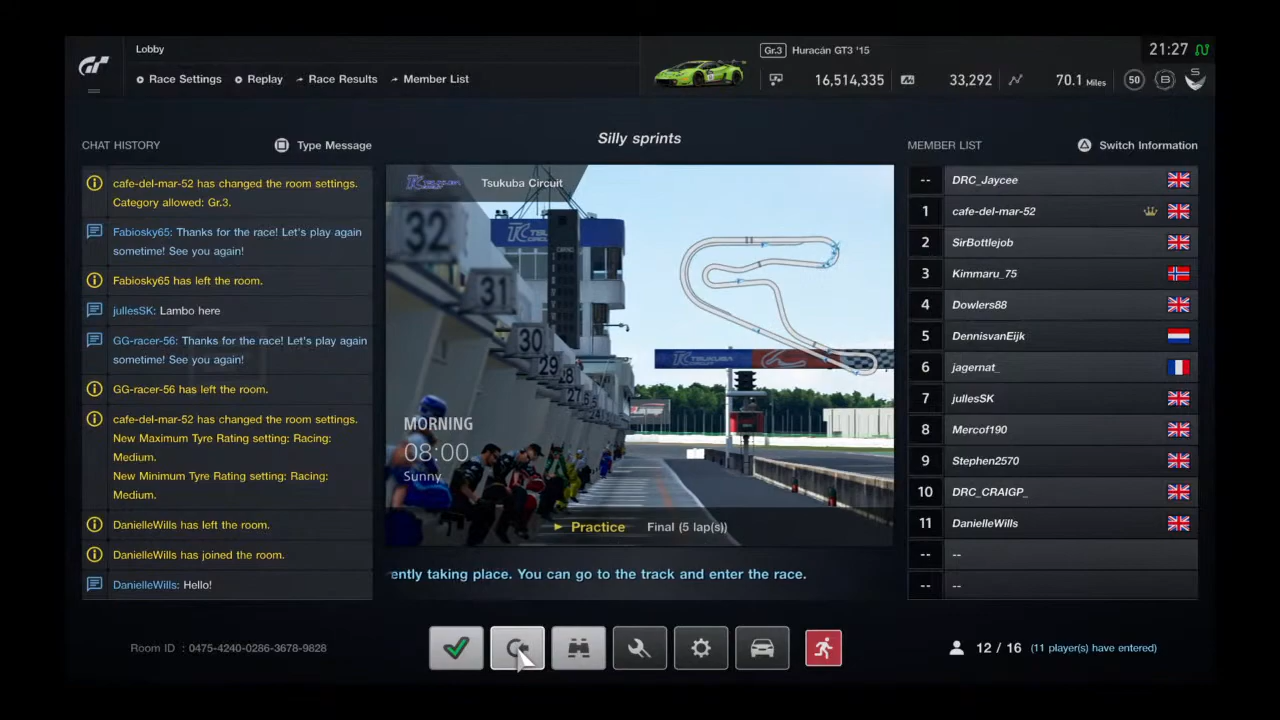 Lobby
Race Settings
Replay
Race Results
Member List
Gr.3
Huracán GT3 '15
16,514,335
33,292
70.1 Miles
21:27
50
B
S
CHAT HISTORY
Type Message
cafe-del-mar-52 has changed the room settings.
Category allowed: Gr.3.
Fabiosky65: Thanks for the race! Let's play again
sometime! See you again!
Fabiosky65 has left the room.
jullesSK: Lambo here
GG-racer-56: Thanks for the race! Let's play again
sometime! See you again!
GG-racer-56 has left the room.
cafe-del-mar-52 has changed the room settings.
New Maximum Tyre Rating setting: Racing:
Medium.
New Minimum Tyre Rating setting: Racing:
Medium.
DanielleWills has left the room.
DanielleWills has joined the room.
DanielleWills: Hello!
Room ID : 0475-4240-0286-3678-9828
Silly sprints
Tsukuba Circuit
32
31
30
29
28
27
TSUKUBA
MORNING
08:00
Sunny
Practice
Final (5 lap(s))
ently taking place. You can go to the track and enter the race.
MEMBER LIST
Switch Information
-- DRC_Jaycee
1 cafe-del-mar-52
2 SirBottlejob
3 Kimmaru_75
4 Dowlers88
5 DennisvanEijk
6 jagernat_
7 jullesSK
8 Mercof190
9 Stephen2570
10 DRC_CRAIGP_
11 DanielleWills
-- --
-- --
12 / 16 (11 player(s) have entered)